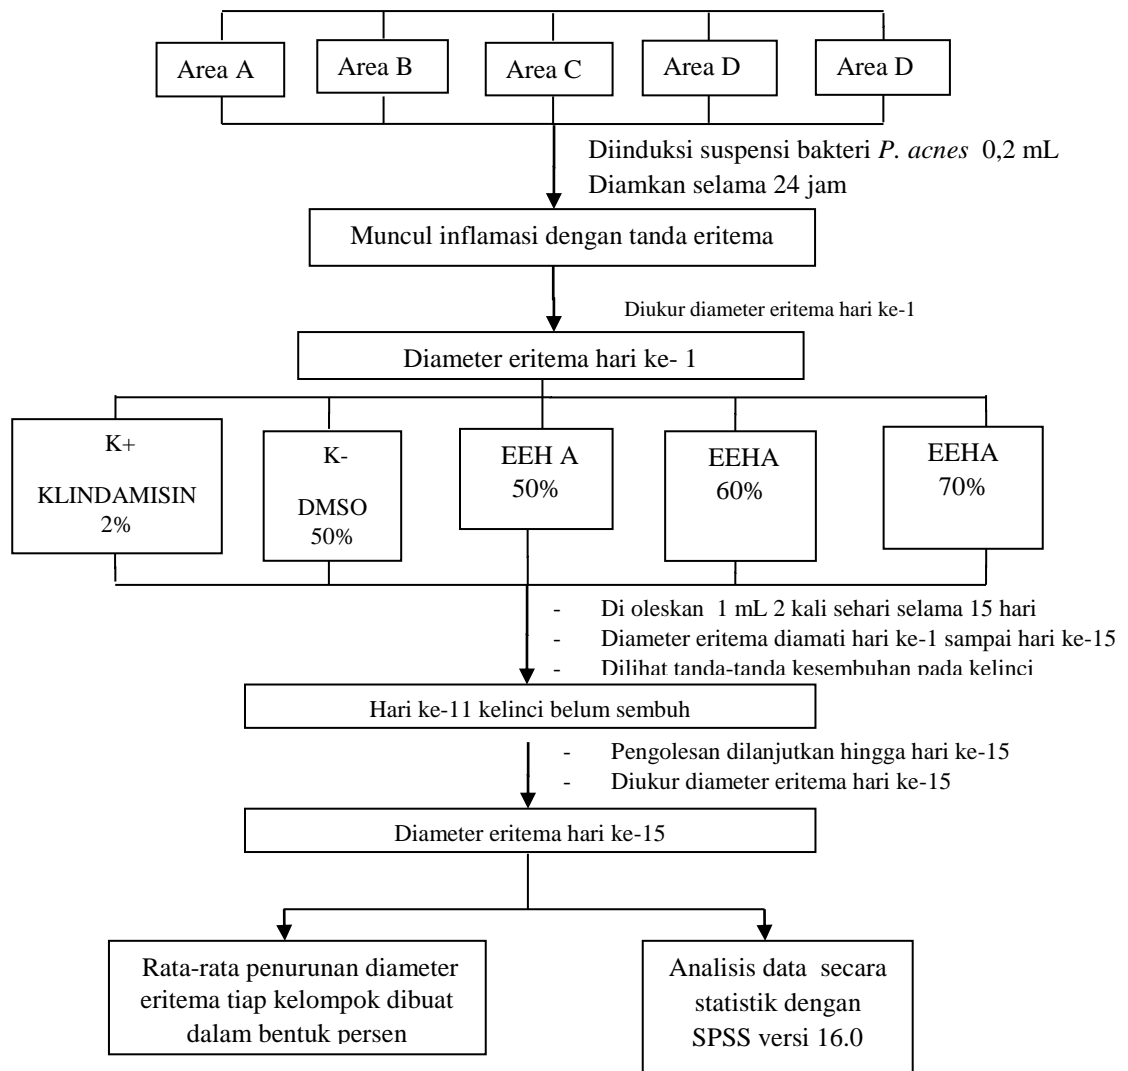 Area A
Area B
Area C
Area D
Area D
Diinduksi suspensi bakteri P. acnes 0,2 mL
Diamkan selama 24 jam
Muncul inflamasi dengan tanda eritema
Diukur diameter eritema hari ke-1
Diameter eritema hari ke- 1
K+
KLINDAMISIN
2%
K-
DMSO
50%
EEH A
50%
EEHA
60%
EEHA
70%
- Di oleskan 1 mL 2 kali sehari selama 15 hari
- Diameter eritema diamati hari ke-1 sampai hari ke-15
- Dilihat tanda-tanda kesembuhan pada kelinci
Hari ke-11 kelinci belum sembuh
- Pengolesan dilanjutkan hingga hari ke-15
- Diukur diameter eritema hari ke-15
Diameter eritema hari ke-15
Rata-rata penurunan diameter
eritema tiap kelompok dibuat
dalam bentuk persen
Analisis data secara
statistik dengan
SPSS versi 16.0